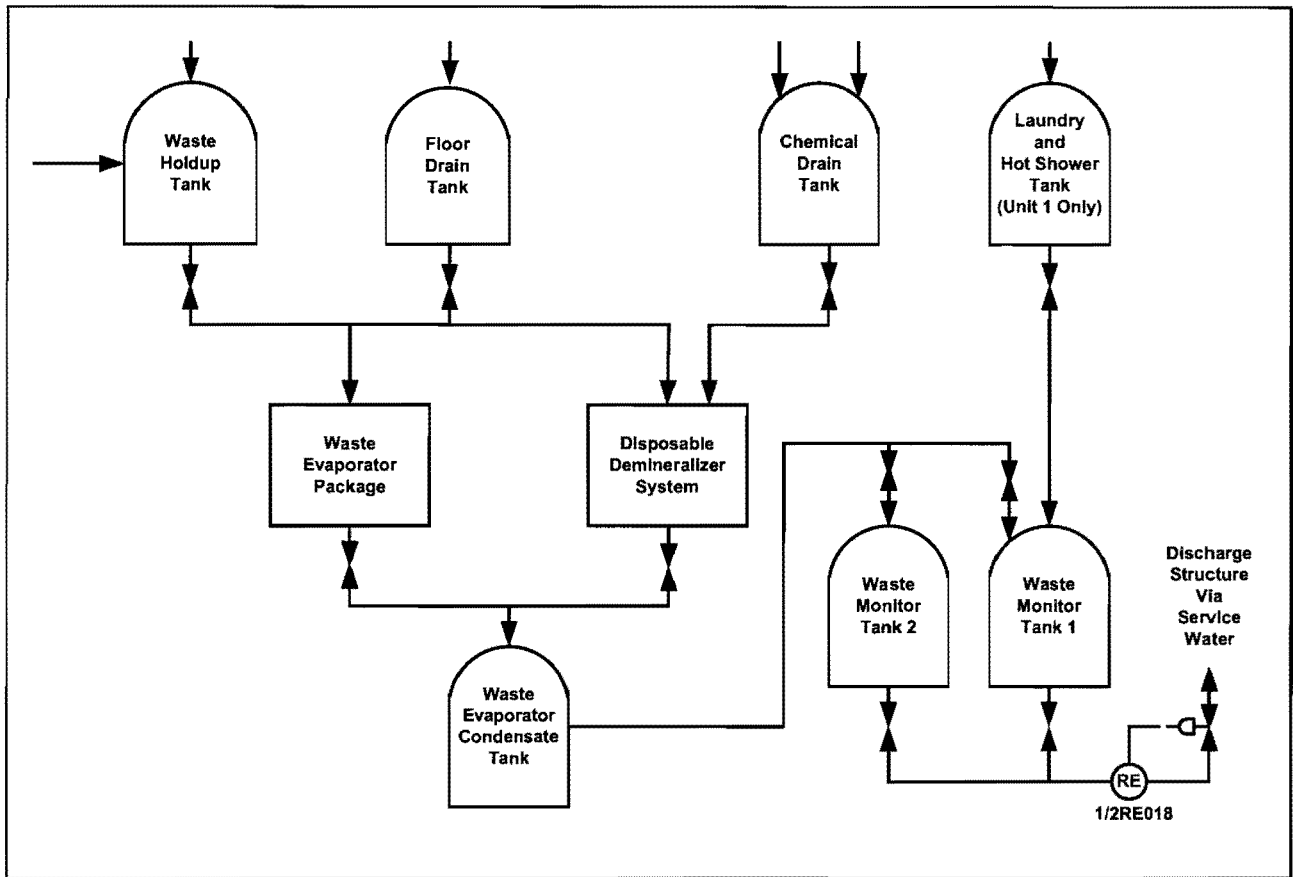 Waste
Holdup
Tank
Floor
Drain
Tank
Chemical
Drain
Tank
Laundry
and
Hot Shower
Tank
(Unit 1 Only)
Waste
Evaporator
Package
Disposable
Demineralizer
System
Waste
Monitor
Tank 2
Waste
Monitor
Tank 1
Discharge
Structure
Via
Service
Water
Waste
Evaporator
Condensate
Tank
RE
1/2RE018